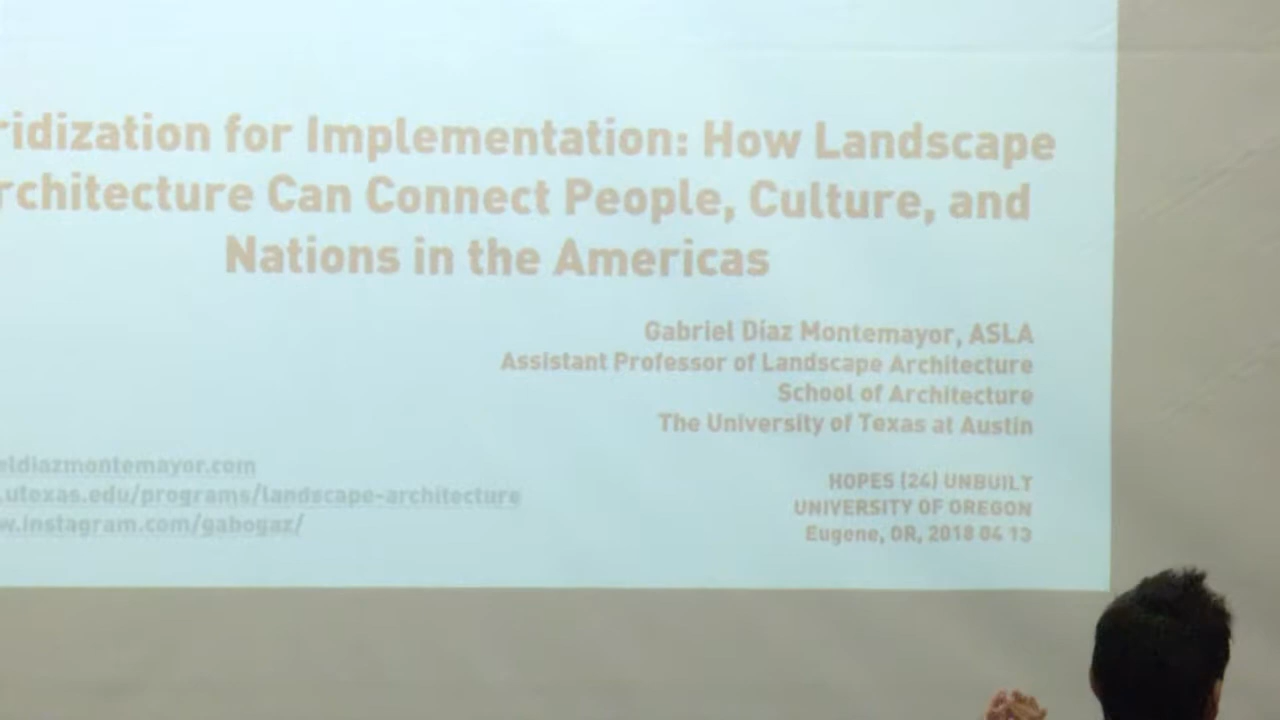 ridization for Implementation: How Landscape
rchitecture Can Connect People, Culture, and
Nations in the Americas
Gabriel Díaz Montemayor, ASLA
Assistant Professor of Landscape Architecture
School of Architecture
The University of Texas at Austin
eldiazmontemayor.com
.utexas.edu/programs/landscape-architecture
w.instagram.com/gabogaz/
HOPES (24) UNBUILT
UNIVERSITY OF OREGON
Eugene, OR, 2018 04 13